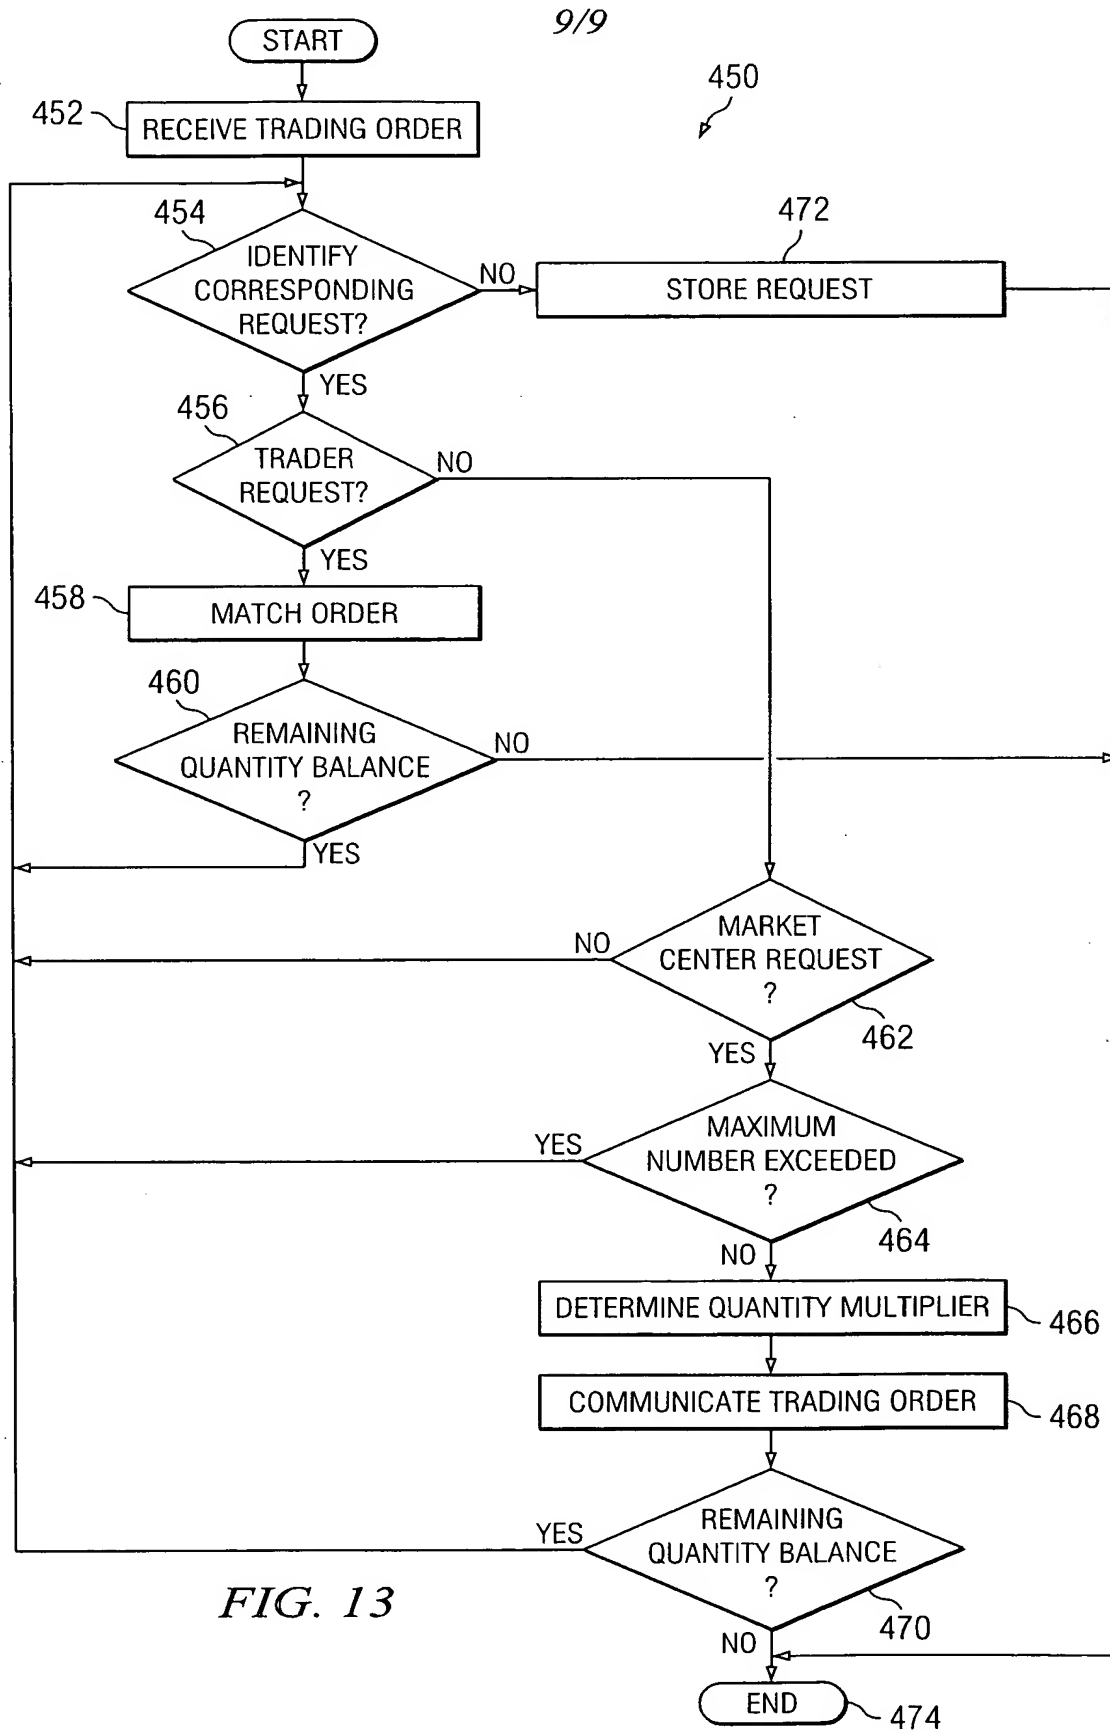 9/9
START
450
452
RECEIVE TRADING ORDER
454
472
IDENTIFY
CORRESPONDING
REQUEST?
NO
STORE REQUEST
YES
456
TRADER
REQUEST?
NO
YES
458
MATCH ORDER
460
REMAINING
QUANTITY BALANCE
?
NO
YES
MARKET
CENTER REQUEST
?
NO
462
YES
MAXIMUM
NUMBER EXCEEDED
?
YES
464
NO
DETERMINE QUANTITY MULTIPLIER
466
COMMUNICATE TRADING ORDER
468
REMAINING
QUANTITY BALANCE
?
YES
470
NO
FIG. 13
END
474